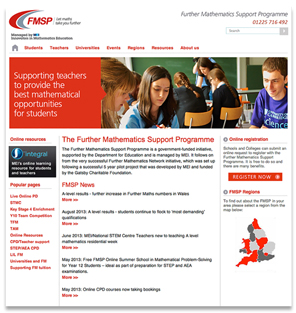 FMSP
Let maths
take you further
Managed by MEI
Innovators in Mathematics Education
Further Mathematics Support Programme
01225 716 492
Search
Students Teachers Universities Events Regions Resources About us
Supporting teachers
to provide the
best mathematical
opportunities
for students
Online resources
integral
MEI's online learning
resource for students
and teachers
Popular pages
Live Online PD
STMC
Key Stage 4 Enrichment
Y10 Team Competition
TFM
TAM
Online Resources
CPD/Teacher support
STEP/AEA CPD
LIL FM
Universities and FM
Supporting FM tuition
The Further Mathematics Support Programme
The Further Mathematics Support Programme is a government-funded initiative,
supported by the Department for Education and managed by MEI. It follows on
from the very successful Further Mathematics Network initiative, which was set up
following a successful 5 year pilot project that was developed by MEI and funded
by the Gatsby Charitable Foundation.
FMSP News
A-level results - further increase in Further Maths numbers in Wales
More >>
August 2013: A-level results - students continue to flock to 'most demanding'
qualifications
More >>
June 2013: MEI/National STEM Centre Teachers new to teaching A level
mathematics residential week
More >>
May 2013: Free FMSP Online Summer School in Mathematical Problem-Solving
for Year 12 Students – ideal as part of preparation for STEP and AEA
examinations.
More >>
May 2013: Online CPD courses now taking bookings
More >>
Online registration
Schools and Colleges can submit an
online request to register with the
Further Mathematics Support
Programme. It is free to do so and
there are many benefits.
REGISTER NOW
FMSP Regions
To find out about the FMSP in your
area please select a region from the
map below: